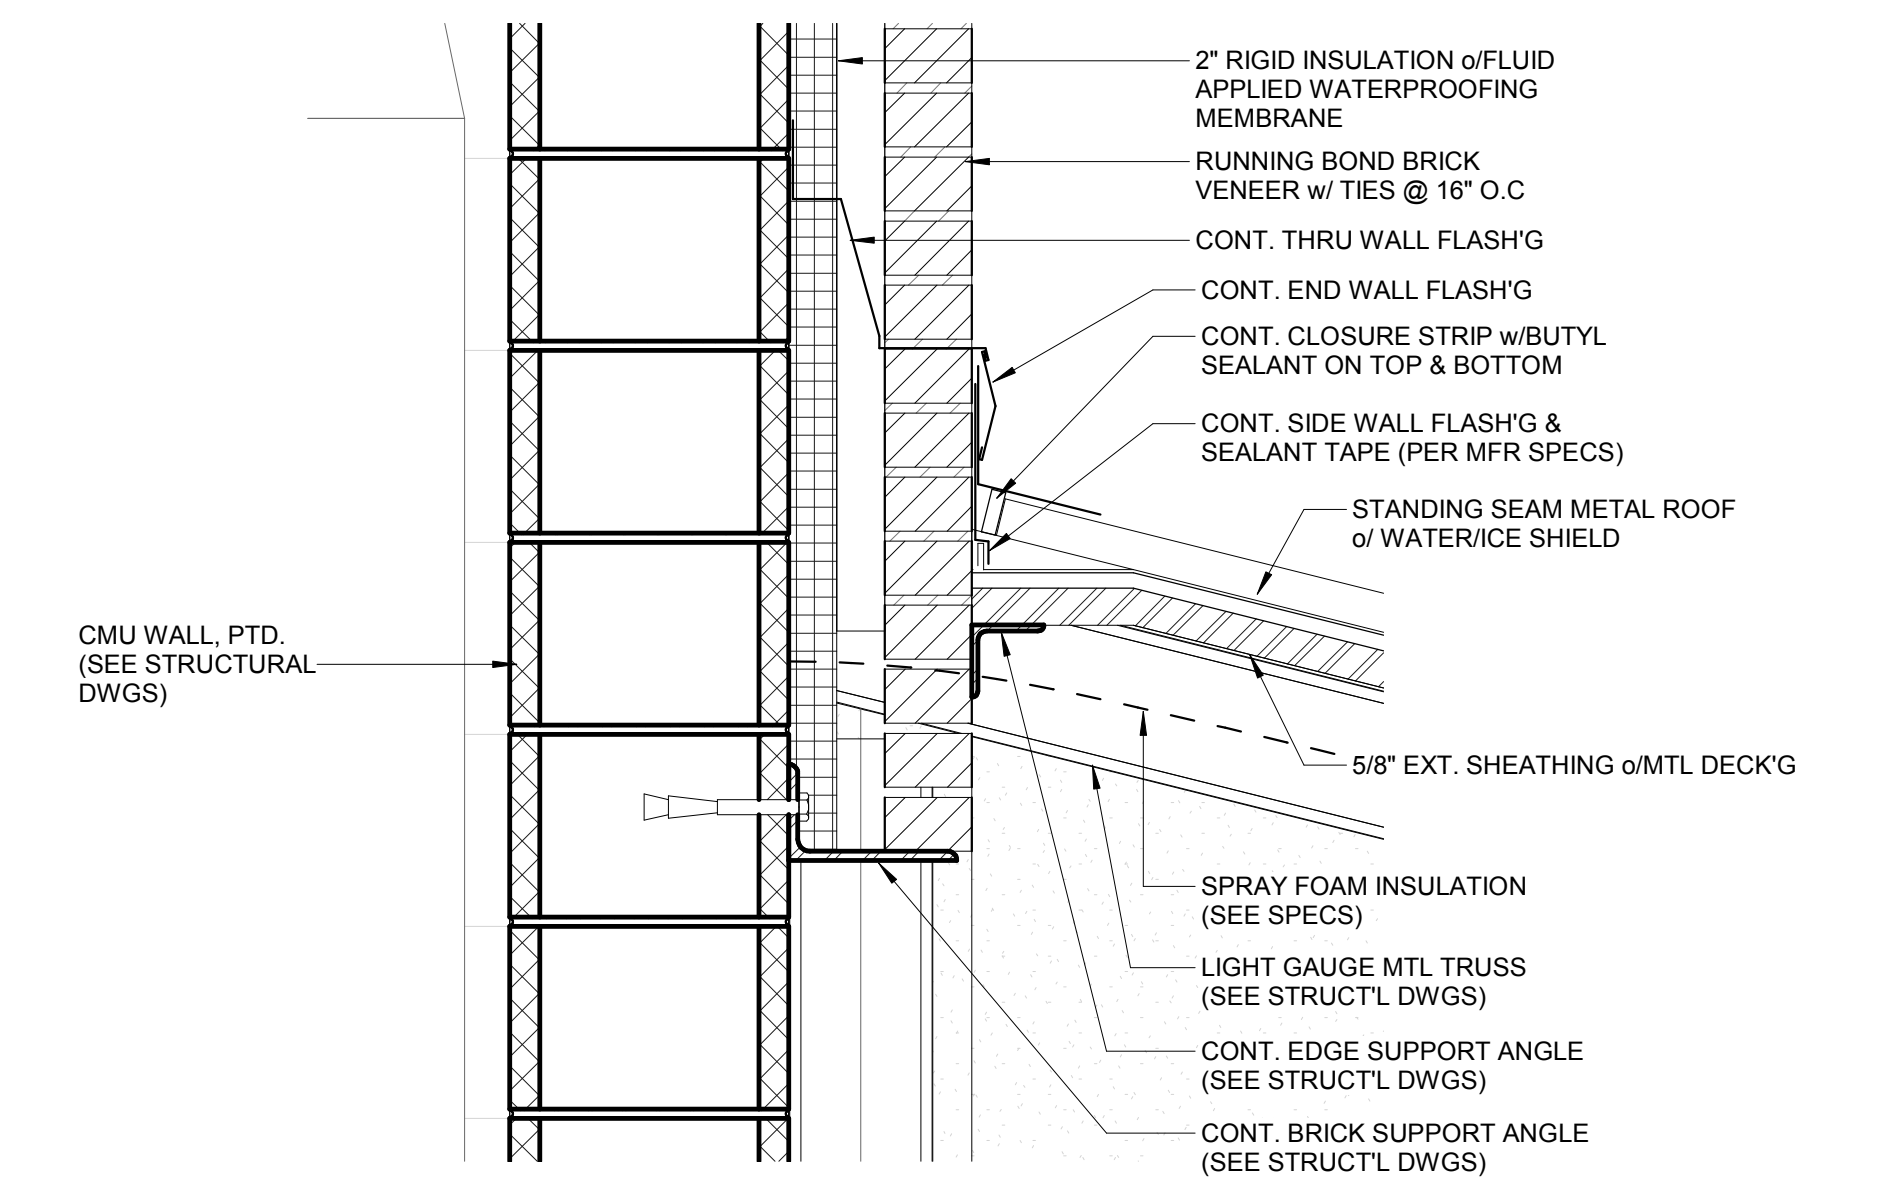 2" RIGID INSULATION o/FLUID
APPLIED WATERPROOFING
MEMBRANE
RUNNING BOND BRICK
VENEER w/ TIES @ 16" O.C
CONT. THRU WALL FLASH'G
CONT. END WALL FLASH'G
CONT. CLOSURE STRIP w/BUTYL
SEALANT ON TOP & BOTTOM
CONT. SIDE WALL FLASH'G &
SEALANT TAPE (PER MFR SPECS)
STANDING SEAM METAL ROOF
o/ WATER/ICE SHIELD
CMU WALL, PTD.
(SEE STRUCTURAL
DWGS)
5/8" EXT. SHEATHING o/MTL DECK'G
SPRAY FOAM INSULATION
(SEE SPECS)
LIGHT GAUGE MTL TRUSS
(SEE STRUCT'L DWGS)
CONT. EDGE SUPPORT ANGLE
(SEE STRUCT'L DWGS)
CONT. BRICK SUPPORT ANGLE
(SEE STRUCT'L DWGS)